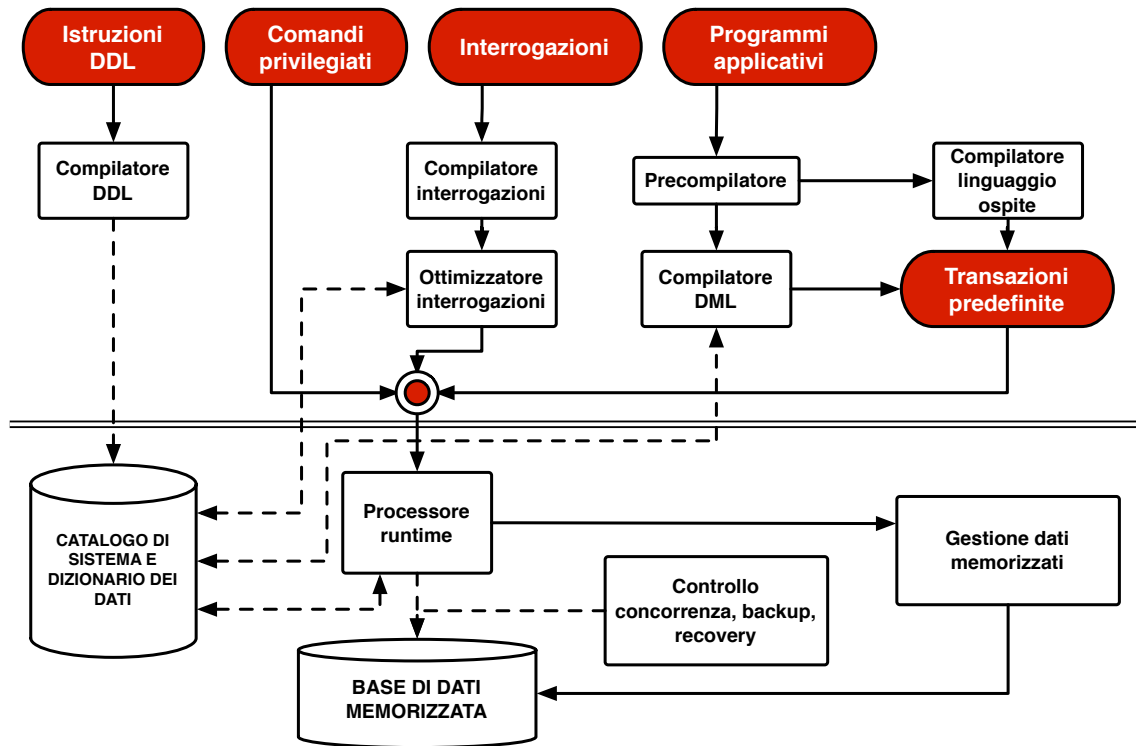 Istruzioni
DDL
Comandi
privilegiati
Interrogazioni
Programmi
applicativi
Compilatore
DDL
Compilatore
interrogazioni
Precompilatore
Compilatore
linguaggio
ospite
Ottimizzatore
interrogazioni
Compilatore
DML
Transazioni
predefinite
CATALOGO DI
SISTEMA E
DIZIONARIO DEI
DATI
Processore
runtime
Gestione dati
memorizzati
Controllo
concorrenza, backup,
recovery
BASE DI DATI
MEMORIZZATA